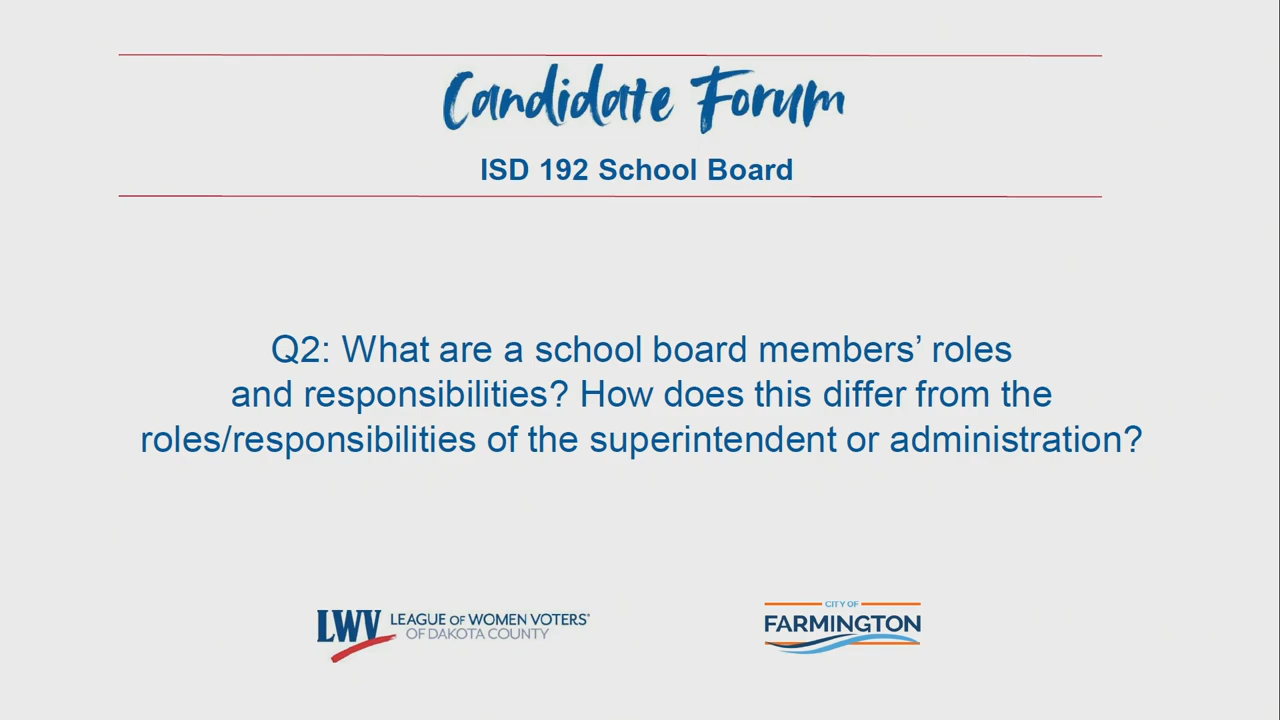 Candidate Forum
ISD 192 School Board
Q2: What are a school board members’ roles
and responsibilities? How does this differ from the
roles/responsibilities of the superintendent or administration?
LWV LEAGUE OF WOMEN VOTERS®
OF DAKOTA COUNTY
CITY OF
FARMINGTON